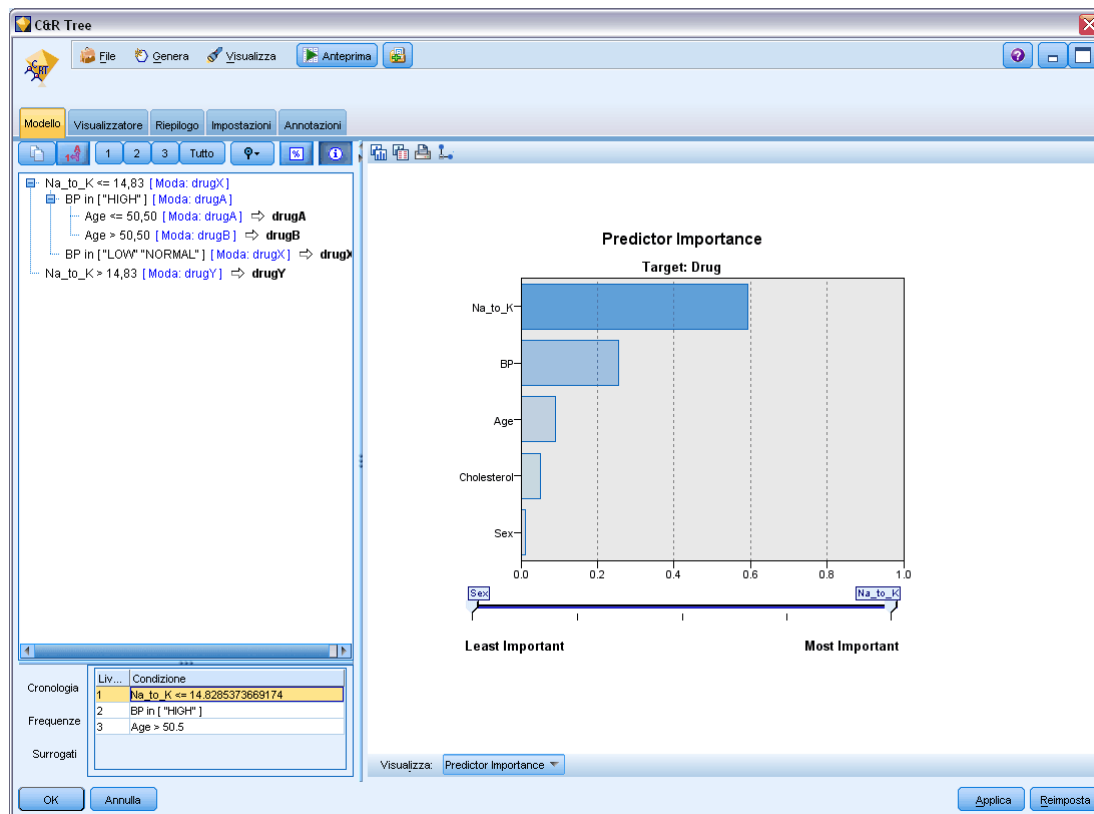 C&R Tree
File Genera Visualizza Anteprima
Modello Visualizzatore Riepilogo Impostazioni Annotazioni
1 2 3 Tutto
Na_to_K <= 14,83 [ Moda: drugX ]
BP in [ "HIGH" ] [ Moda: drugA ]
Age <= 50,50 [ Moda: drugA ] ⇨ drugA
Age > 50,50 [ Moda: drugB ] ⇨ drugB
BP in [ "LOW" "NORMAL" ] [ Moda: drugX ] ⇨ drugX
Na_to_K > 14,83 [ Moda: drugY ] ⇨ drugY
Predictor Importance
Target: Drug
Na_to_K
BP
Age
Cholesterol
Sex
0.0 0.2 0.4 0.6 0.8 1.0
Sex Na_to_K
Least Important Most Important
Cronologia
Frequenze
Surrogati
Liv... Condizione
1 Na_to_K <= 14.8285373669174
2 BP in [ "HIGH" ]
3 Age > 50.5
Visualizza: Predictor Importance
OK Annulla Applica Reimposta